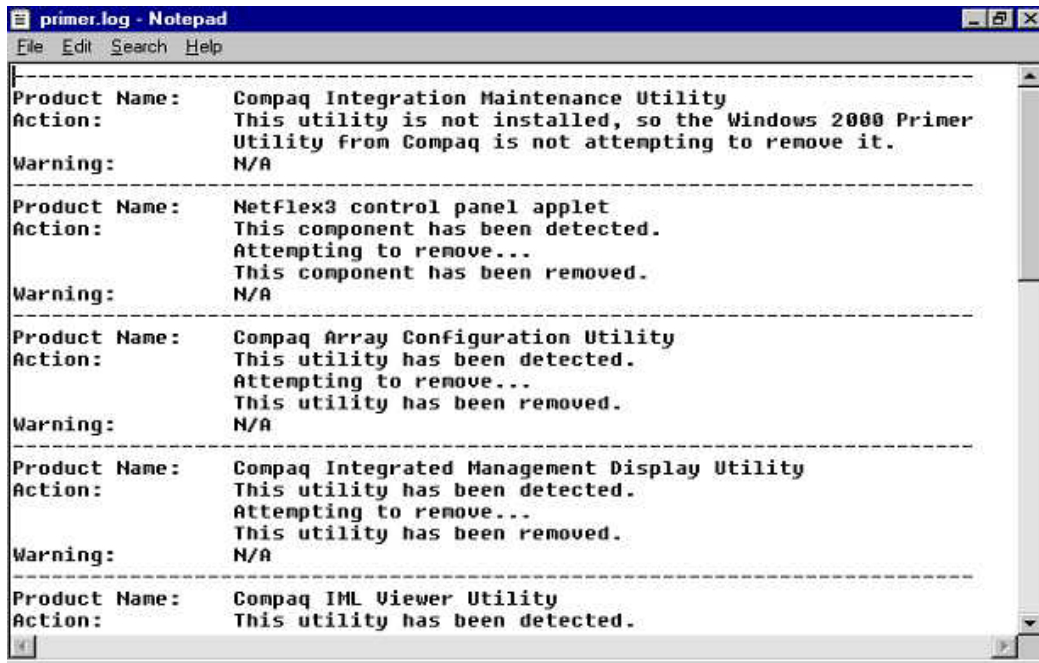 primer.log - Notepad
File Edit Search Help
--------------------------------------------------------------------------------
Product Name: Compaq Integration Maintenance Utility
Action: This utility is not installed, so the Windows 2000 Primer
Utility from Compaq is not attempting to remove it.
Warning: N/A
--------------------------------------------------------------------------------
Product Name: Netflex3 control panel applet
Action: This component has been detected.
Attempting to remove...
This component has been removed.
Warning: N/A
--------------------------------------------------------------------------------
Product Name: Compaq Array Configuration Utility
Action: This utility has been detected.
Attempting to remove...
This utility has been removed.
Warning: N/A
--------------------------------------------------------------------------------
Product Name: Compaq Integrated Management Display Utility
Action: This utility has been detected.
Attempting to remove...
This utility has been removed.
Warning: N/A
--------------------------------------------------------------------------------
Product Name: Compaq IML Viewer Utility
Action: This utility has been detected.